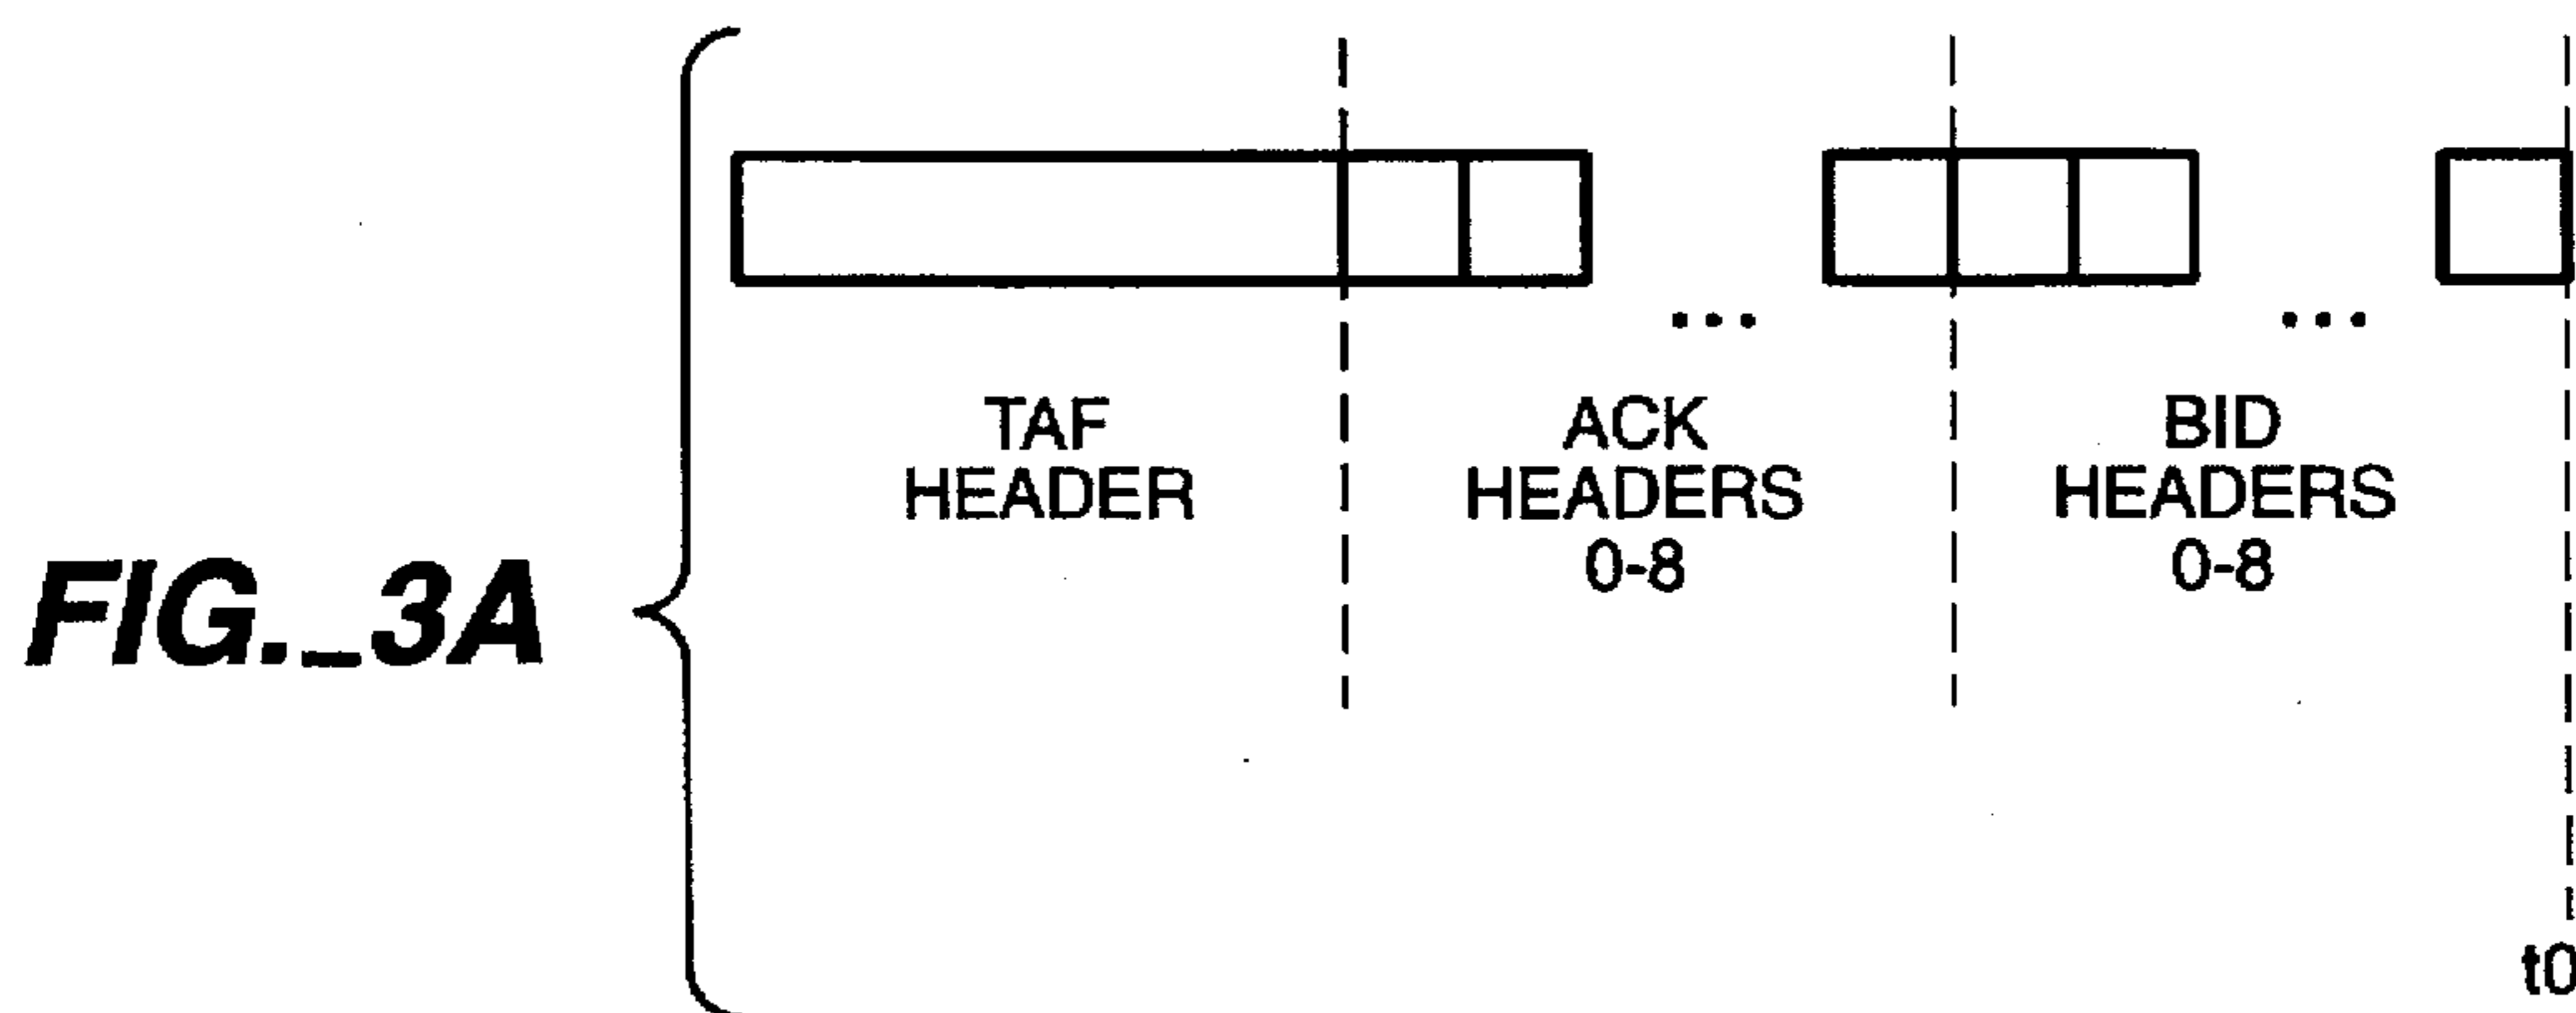 FIG._3A
TAF
HEADER
ACK
HEADERS
0-8
BID
HEADERS
0-8
...
...
t0